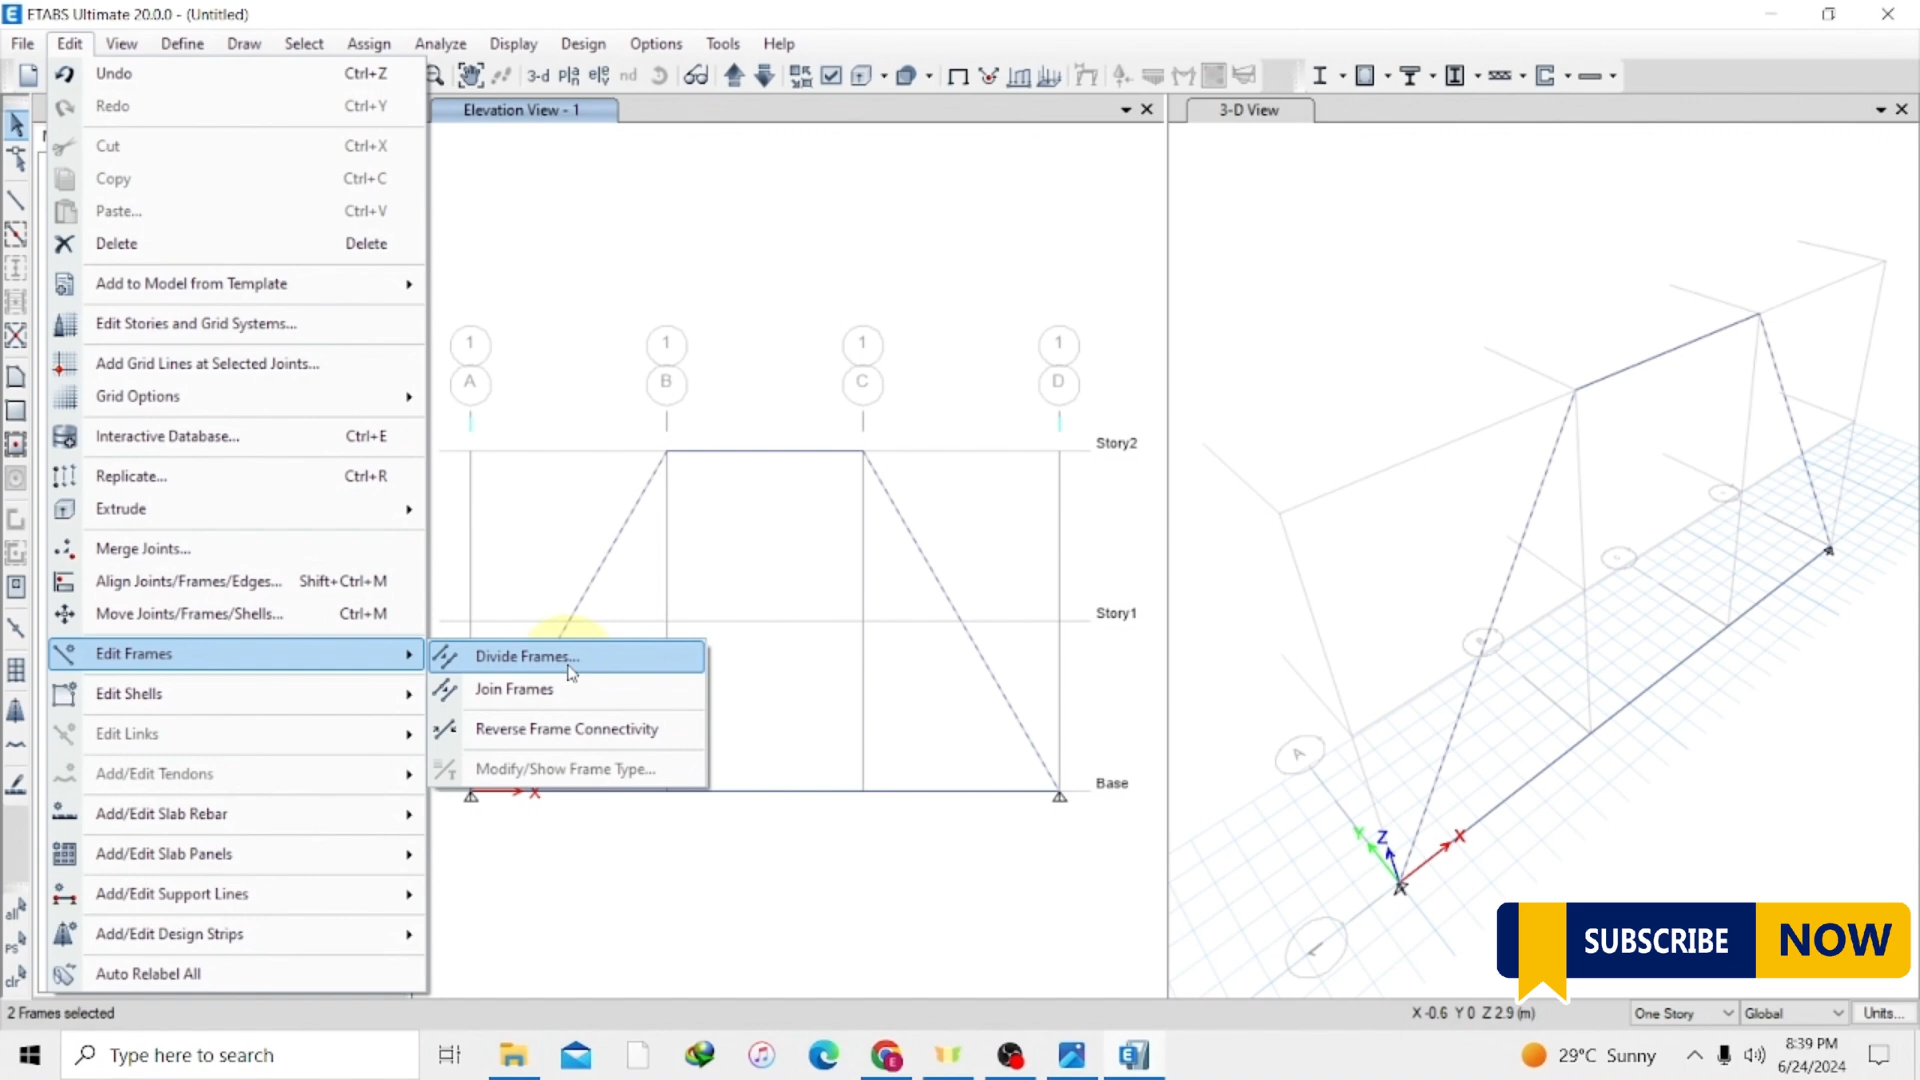 ETABS Ultimate 20.0.0 - (Untitled)
File Edit View Define Draw Select Assign Analyze Display Design Options Tools Help
3-d pla ele nd
Undo Ctrl+Z
Redo Ctrl+Y
Cut Ctrl+X
Copy Ctrl+C
Paste... Ctrl+V
Delete Delete
Add to Model from Template
Edit Stories and Grid Systems...
Add Grid Lines at Selected Joints...
Grid Options
Interactive Database... Ctrl+E
Replicate... Ctrl+R
Extrude
Merge Joints...
Align Joints/Frames/Edges... Shift+Ctrl+M
Move Joints/Frames/Shells... Ctrl+M
Edit Frames
Edit Shells
Edit Links
Add/Edit Tendons
Add/Edit Slab Rebar
Add/Edit Slab Panels
Add/Edit Support Lines
Add/Edit Design Strips
Auto Relabel All
all
ps
clr
Divide Frames...
Join Frames
Reverse Frame Connectivity
Modify/Show Frame Type...
Elevation View - 1
1 1 1 1
A B C D
Story2
Story1
Base
X
3-D View
A
Y Z X
SUBSCRIBE NOW
2 Frames selected
X -0.6 Y 0 Z 2.9 (m)
One Story
Global
Units...
Type here to search
29°C Sunny
8:39 PM
6/24/2024